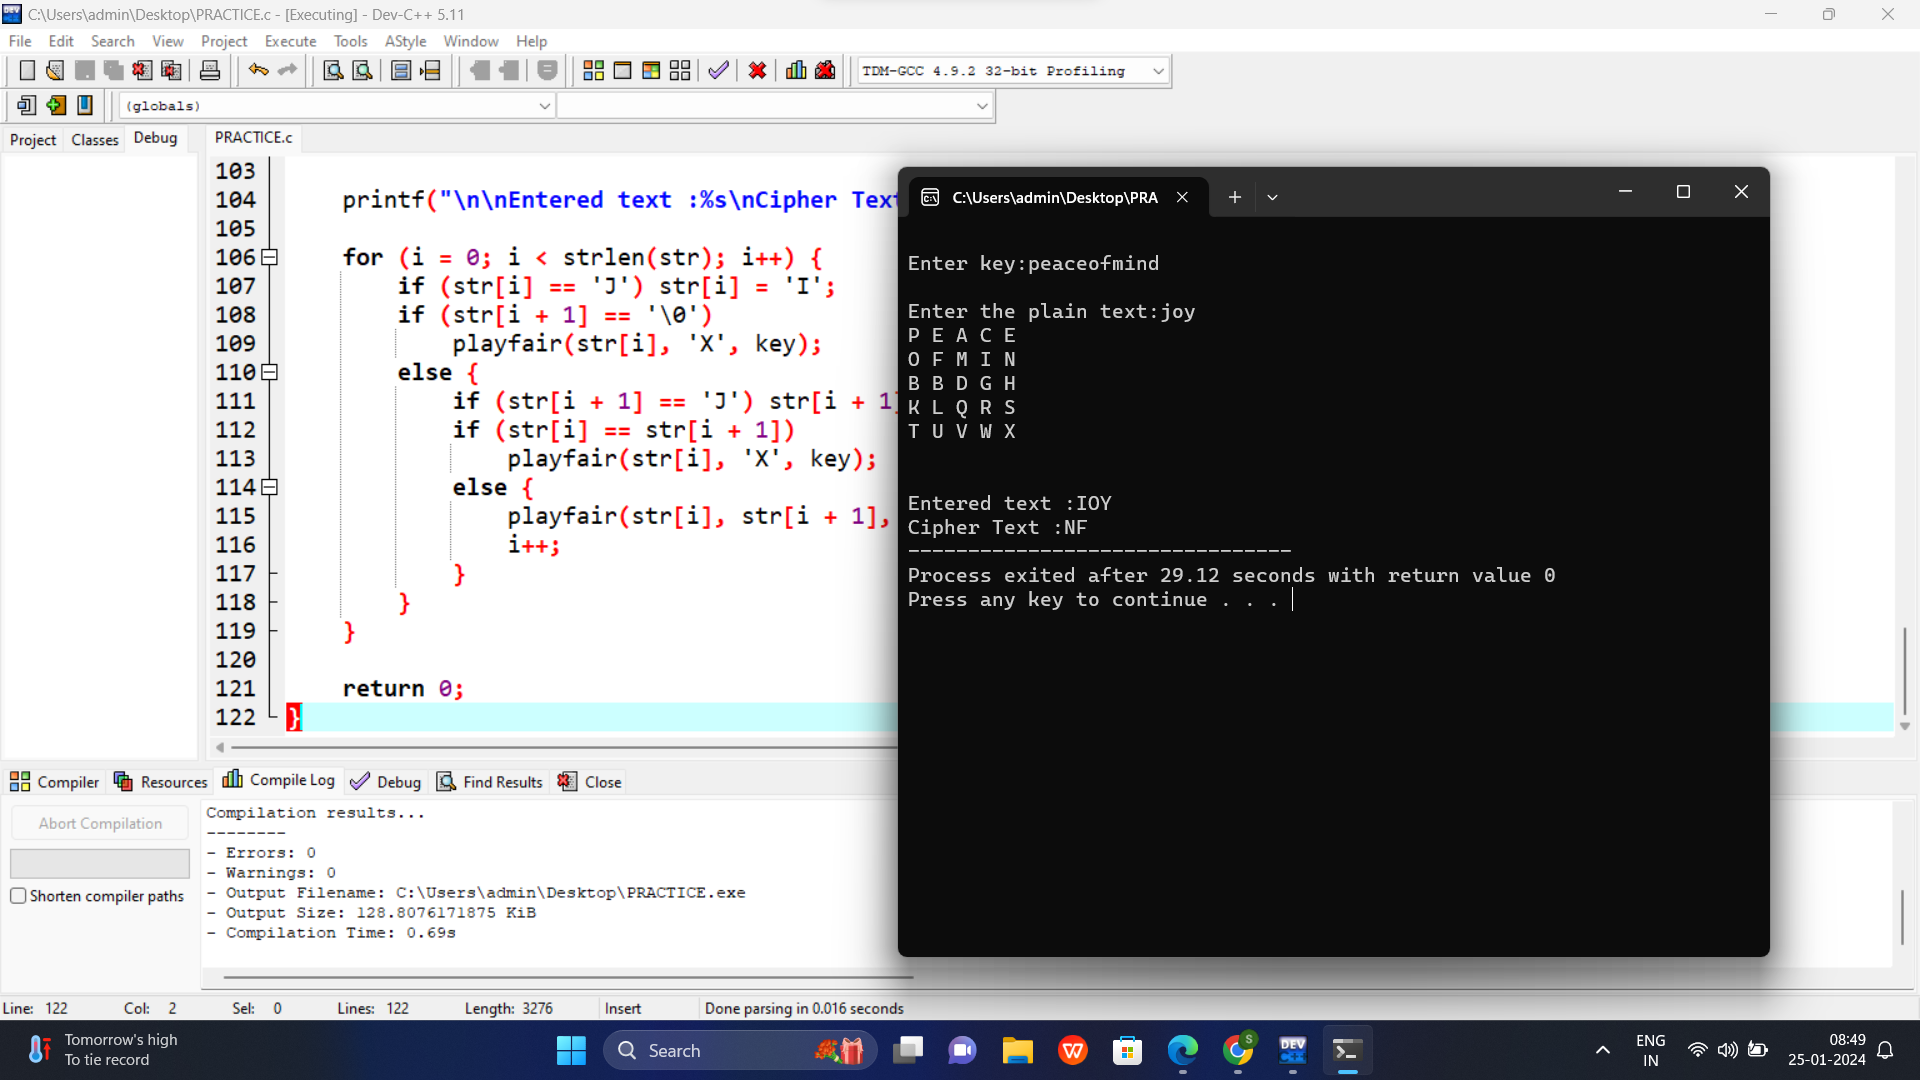 C:\Users\admin\Desktop\PRACTICE.c - [Executing] - Dev-C++ 5.11
File Edit Search View Project Execute Tools AStyle Window Help
TDM-GCC 4.9.2 32-bit Profiling
(globals)
Project Classes Debug
PRACTICE.c
103
104 printf("\n\nEntered text :%s\nCipher Text
105
106 for (i = 0; i < strlen(str); i++) {
107 if (str[i] == 'J') str[i] = 'I';
108 if (str[i + 1] == '\0')
109 playfair(str[i], 'X', key);
110 else {
111 if (str[i + 1] == 'J') str[i + 1]
112 if (str[i] == str[i + 1])
113 playfair(str[i], 'X', key);
114 else {
115 playfair(str[i], str[i + 1],
116 i++;
117 }
118 }
119 }
120
121 return 0;
122 }
C:\Users\admin\Desktop\PRA
Enter key:peaceofmind
Enter the plain text:joy
P E A C E
O F M I N
B B D G H
K L Q R S
T U V W X
Entered text :IOY
Cipher Text :NF
--------------------------------
Process exited after 29.12 seconds with return value 0
Press any key to continue . . .
Compiler Resources Compile Log Debug Find Results Close
Abort Compilation
Shorten compiler paths
Compilation results...
--------
- Errors: 0
- Warnings: 0
- Output Filename: C:\Users\admin\Desktop\PRACTICE.exe
- Output Size: 128.8076171875 KiB
- Compilation Time: 0.69s
Line: 122 Col: 2 Sel: 0 Lines: 122 Length: 3276 Insert Done parsing in 0.016 seconds
Tomorrow's high
To tie record
Search
DEV
C++
S
ENG
IN
08:49
25-01-2024